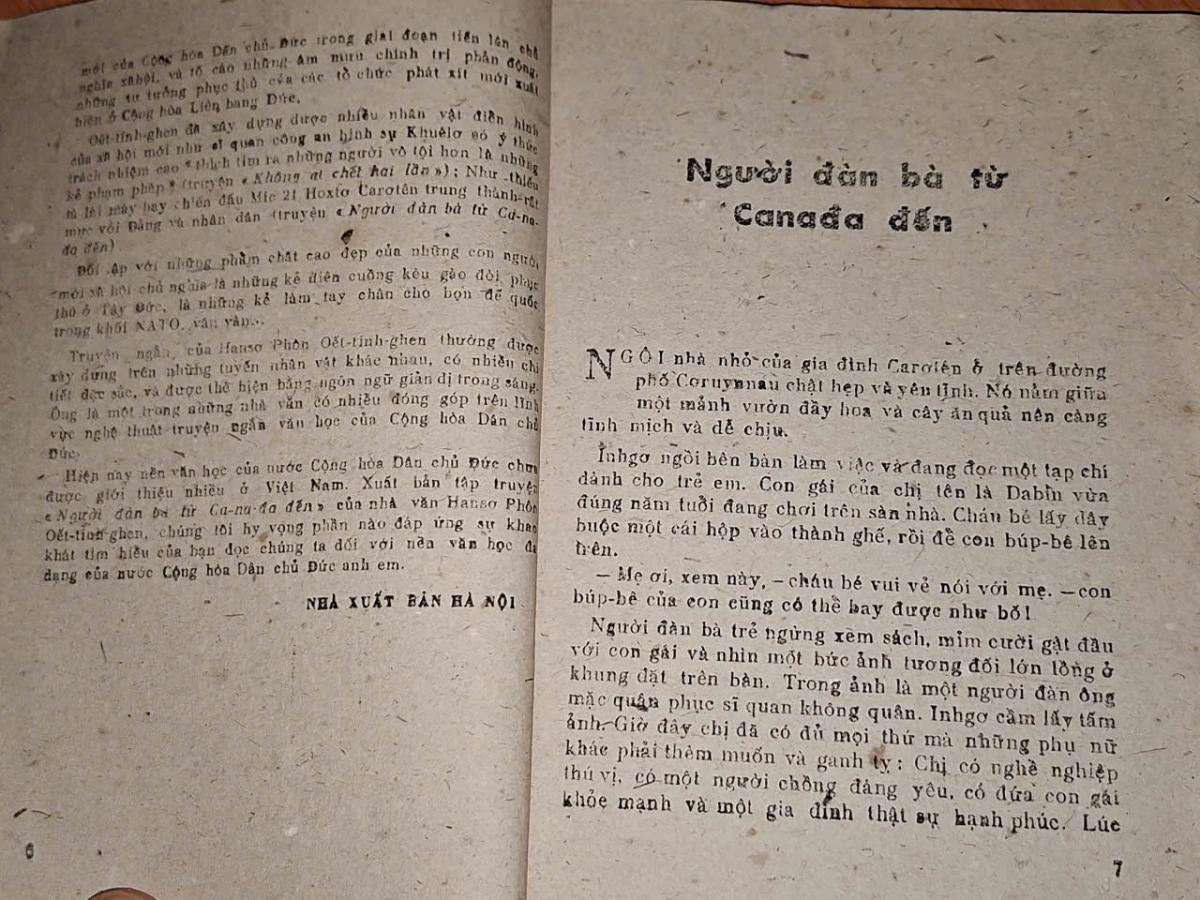 mới của Cộng hòa Dân chủ Đức trong giai đoạn tiến lên chủ
nghĩa xã hội, và tố cáo những âm mưu chính trị phản động,
những tư tưởng phục thù của các tổ chức phát xít mới xuất
hiện ở Cộng hòa Liên bang Đức.
Oết-tính-ghen đã xây dựng được nhiều nhân vật điển hình
của xã hội mới như sĩ quan công an hình sự Khuêlơ có ý thức
trách nhiệm cao "thích tìm ra những người vô tội hơn là những
kẻ phạm pháp" (truyện «Không ai chết hai lần»); Như thiếu
tá lái máy bay chiến đấu Mic 21 Hoxtơ Carơtên trung thành rất
mực với Đảng và nhân dân (truyện «Người đàn bà từ Ca-na-
đa đến)
Đối lập với những phẩm chất cao đẹp của những con người
mới xã hội chủ nghĩa là những kẻ điên cuồng kêu gào đòi phục
thù ở Tây Đức, là những kẻ làm tay chân cho bọn đế quốc
trong khối NATO, vân vân...
Truyện ngắn của Hansơ Phôn Oết-tính-ghen thường được
xây dựng trên những tuyến nhân vật khác nhau, có nhiều chi
tiết đặc sắc, và được thể hiện bằng ngôn ngữ giản dị trong sáng.
Ông là một trong những nhà văn có nhiều đóng góp trên lĩnh
vực nghệ thuật truyện ngắn văn học của Cộng hòa Dân chủ
Đức.
Hiện nay nền văn học của nước Cộng hòa Dân chủ Đức chưa
được giới thiệu nhiều ở Việt Nam. Xuất bản tập truyện
«Người đàn bà từ Ca-na-đa đến» của nhà văn Hansơ Phôn
Oết-tính-ghen, chúng tôi hy vọng phần nào đáp ứng sự khao
khát tìm hiểu của bạn đọc chúng ta đối với nền văn học đa
dạng của nước Cộng hòa Dân chủ Đức anh em.
NHÀ XUẤT BẢN HÀ NỘI
6
Người đàn bà từ
Canađa đến
NGÔI nhà nhỏ của gia đình Carơtên ở trên đường
phố Coruynnau chật hẹp và yên tĩnh. Nó nằm giữa
một mảnh vườn đầy hoa và cây ăn quả nên càng
tĩnh mịch và dễ chịu.
Inhgơ ngồi bên bàn làm việc và đang đọc một tạp chí
dành cho trẻ em. Con gái của chị tên là Dabin vừa
đúng năm tuổi đang chơi trên sàn nhà. Cháu bé lấy dây
buộc một cái hộp vào thành ghế, rồi để con búp-bê lên
trên.
— Mẹ ơi, xem này, — cháu bé vui vẻ nói với mẹ. — con
búp-bê của con cũng có thể bay được như bố!
Người đàn bà trẻ ngừng xem sách, mỉm cười gật đầu
với con gái và nhìn một bức ảnh tương đối lớn lồng ở
khung đặt trên bàn. Trong ảnh là một người đàn ông
mặc quân phục sĩ quan không quân. Inhgơ cầm lấy tấm
ảnh. Giờ đây chị đã có đủ mọi thứ mà những phụ nữ
khác phải thèm muốn và ganh tỵ: Chị có nghề nghiệp
thú vị, có một người chồng đáng yêu, có đứa con gái
khỏe mạnh và một gia đình thật sự hạnh phúc. Lúc
7